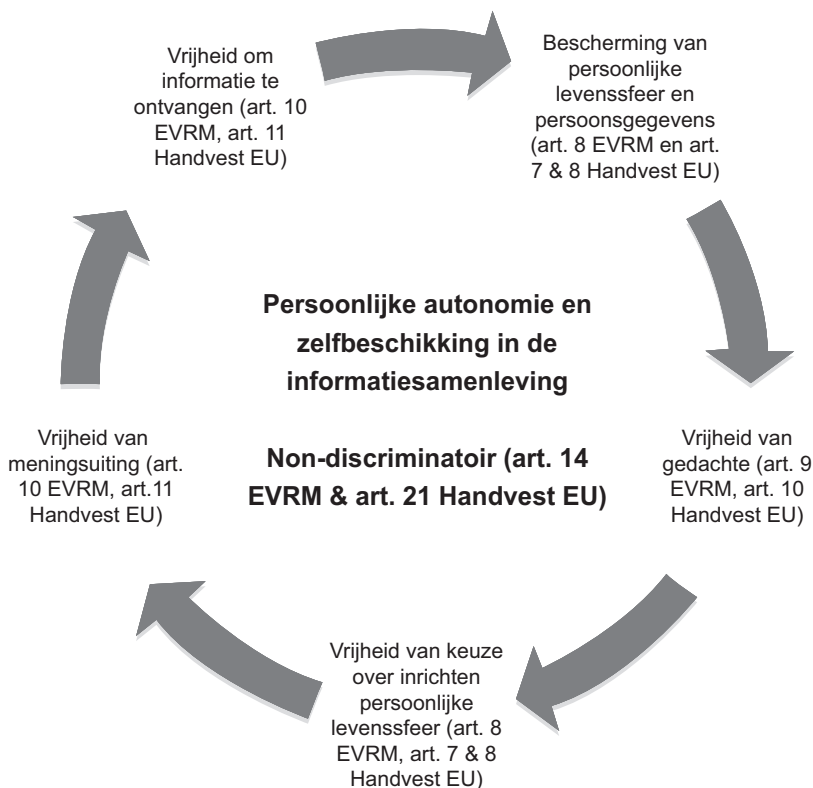 Vrijheid om
informatie te
ontvangen (art. 10
EVRM, art. 11
Handvest EU)
Bescherming van
persoonlijke
levenssfeer en
persoonsgegevens
(art. 8 EVRM en art.
7 & 8 Handvest EU)
Persoonlijke autonomie en
zelfbeschikking in de
informatiesamenleving
Non-discriminatoir (art. 14
EVRM & art. 21 Handvest EU)
Vrijheid van
meningsuiting (art.
10 EVRM, art.11
Handvest EU)
Vrijheid van
gedachte (art. 9
EVRM, art. 10
Handvest EU)
Vrijheid van keuze
over inrichten
persoonlijke
levenssfeer (art. 8
EVRM, art. 7 & 8
Handvest EU)